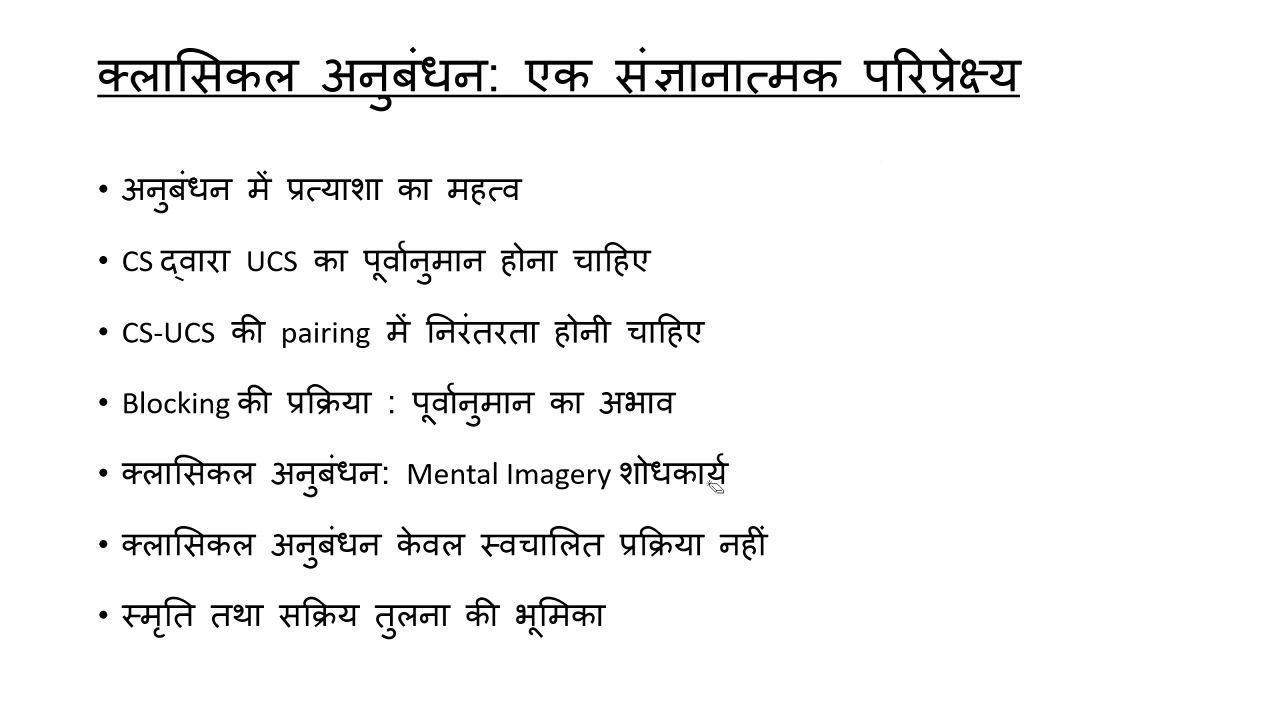 क्लासिकल अनुबंधन: एक संज्ञानात्मक परिप्रेक्ष्य
• अनुबंधन में प्रत्याशा का महत्व
• CS द्वारा UCS का पूर्वानुमान होना चाहिए
• CS-UCS की pairing में निरंतरता होनी चाहिए
• Blocking की प्रक्रिया : पूर्वानुमान का अभाव
• क्लासिकल अनुबंधन: Mental Imagery शोधकार्य
• क्लासिकल अनुबंधन केवल स्वचालित प्रक्रिया नहीं
• स्मृति तथा सक्रिय तुलना की भूमिका